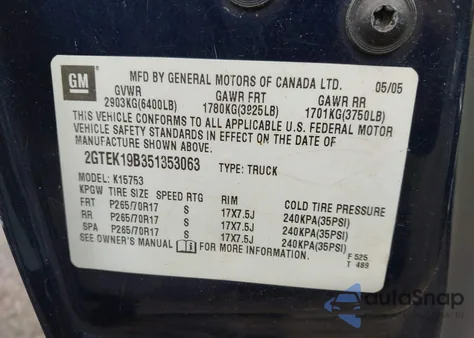 GM
MFD BY GENERAL MOTORS OF CANADA LTD. 05/05
GVWR GAWR FRT GAWR RR
2903KG(6400LB) 1780KG(3925LB) 1701KG(3750LB)
THIS VEHICLE CONFORMS TO ALL APPLICABLE U.S. FEDERAL MOTOR
VEHICLE SAFETY STANDARDS IN EFFECT ON THE DATE OF
MANUFACTURE SHOWN ABOVE.
2GTEK19B351353063 TYPE: TRUCK
MODEL: K15753
KPGW TIRE SIZE SPEED RTG RIM COLD TIRE PRESSURE
FRT P265/70R17 S 17X7.5J 240KPA(35PSI)
RR P265/70R17 S 17X7.5J 240KPA(35PSI)
SPA P265/70R17 S 17X7.5J 240KPA(35PSI)
SEE OWNER'S MANUAL FOR MORE INFORMATION.
F 525
T 489
AutoSnap